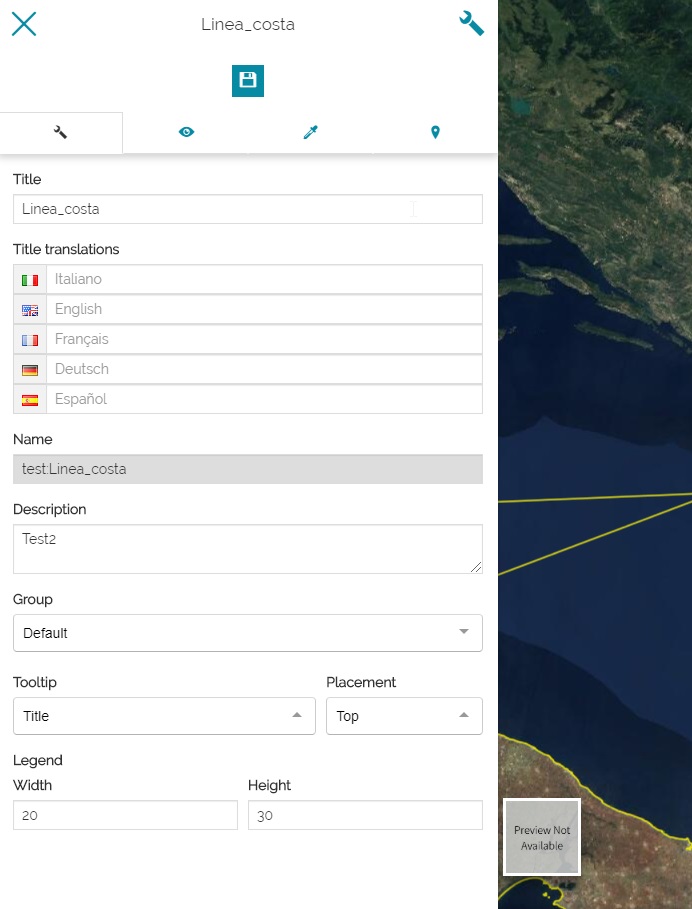 Linea_costa
Title
Linea_costa
Title translations
Italiano
English
Français
Deutsch
Español
Name
test:Linea_costa
Description
Test2
Group
Default
Tooltip Placement
Title Top
Legend
Width Height
20 30
Preview Not
Available